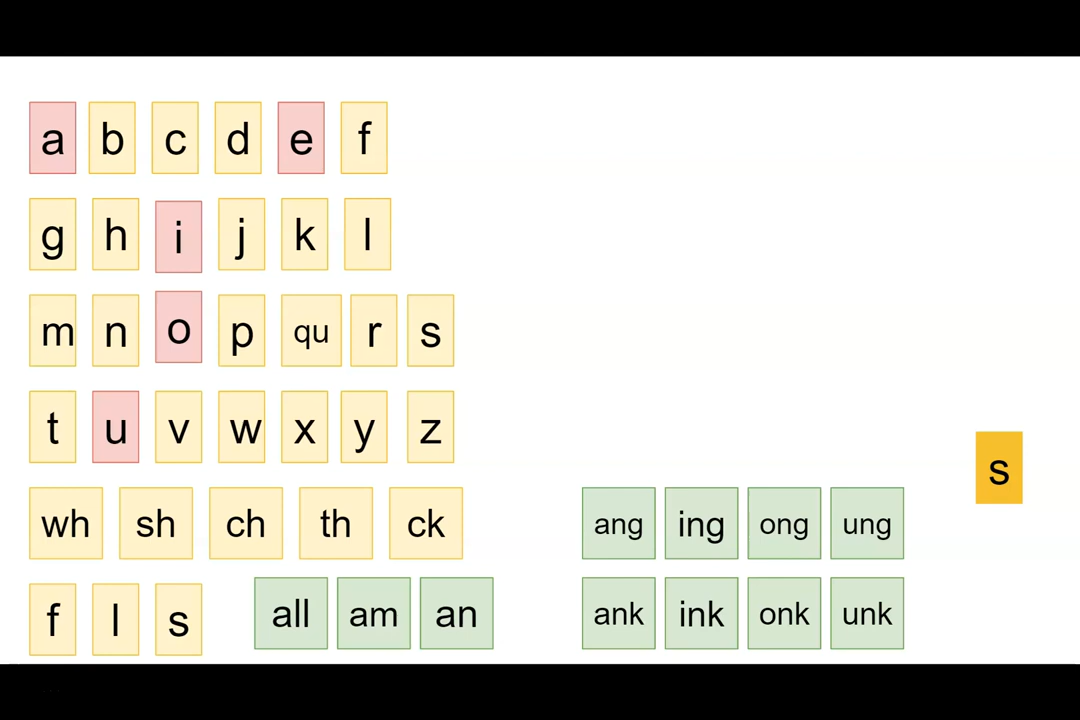 a b c d e f
g h i j k l
m n o p qu r s
t u v w x y z
s
wh sh ch th ck ang ing ong ung
f l s all am an ank ink onk unk